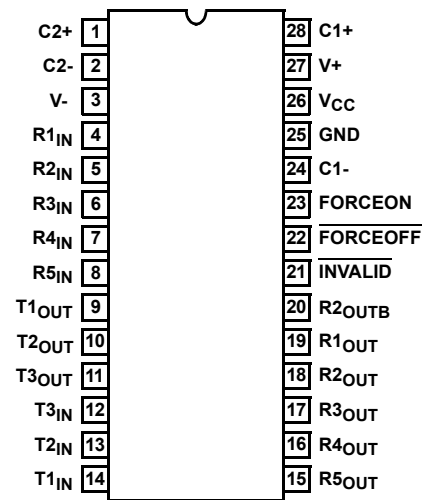 C2+ 1 28 C1+
C2- 2 27 V+
V- 3 26 VCC
R1IN 4 25 GND
R2IN 5 24 C1-
R3IN 6 23 FORCEON
R4IN 7 22 FORCEOFF
R5IN 8 21 INVALID
T1OUT 9 20 R2OUTB
T2OUT 10 19 R1OUT
T3OUT 11 18 R2OUT
T3IN 12 17 R3OUT
T2IN 13 16 R4OUT
T1IN 14 15 R5OUT